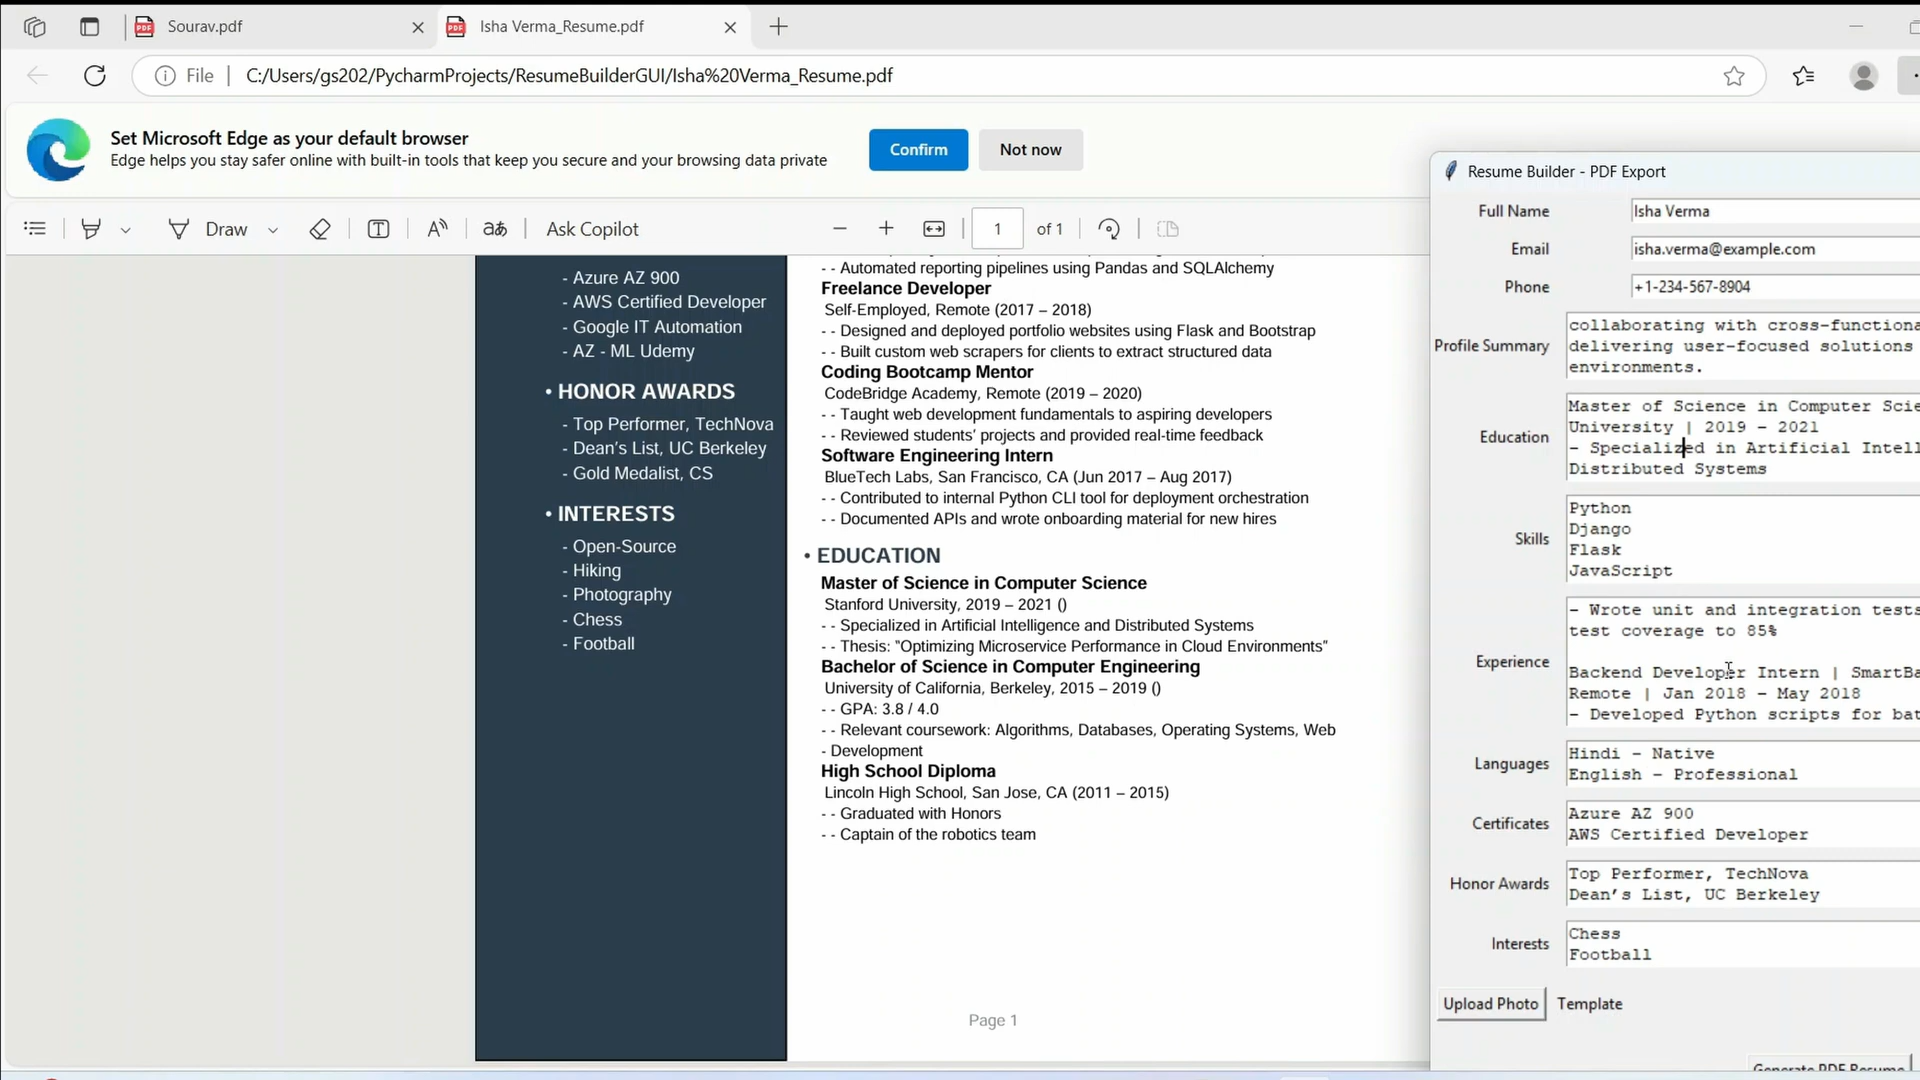 Sourav.pdf
Isha Verma_Resume.pdf
File
C:/Users/gs202/PycharmProjects/ResumeBuilderGUI/Isha%20Verma_Resume.pdf
Set Microsoft Edge as your default browser
Edge helps you stay safer online with built-in tools that keep you secure and your browsing data private
Confirm
Not now
Draw
Ask Copilot
1
of 1
- Azure AZ 900
- AWS Certified Developer
- Google IT Automation
- AZ - ML Udemy
• HONOR AWARDS
- Top Performer, TechNova
- Dean's List, UC Berkeley
- Gold Medalist, CS
• INTERESTS
- Open-Source
- Hiking
- Photography
- Chess
- Football
- - Automated reporting pipelines using Pandas and SQLAlchemy
Freelance Developer
Self-Employed, Remote (2017 – 2018)
- - Designed and deployed portfolio websites using Flask and Bootstrap
- - Built custom web scrapers for clients to extract structured data
Coding Bootcamp Mentor
CodeBridge Academy, Remote (2019 – 2020)
- - Taught web development fundamentals to aspiring developers
- - Reviewed students' projects and provided real-time feedback
Software Engineering Intern
BlueTech Labs, San Francisco, CA (Jun 2017 – Aug 2017)
- - Contributed to internal Python CLI tool for deployment orchestration
- - Documented APIs and wrote onboarding material for new hires
• EDUCATION
Master of Science in Computer Science
Stanford University, 2019 – 2021 ()
- - Specialized in Artificial Intelligence and Distributed Systems
- - Thesis: "Optimizing Microservice Performance in Cloud Environments"
Bachelor of Science in Computer Engineering
University of California, Berkeley, 2015 – 2019 ()
- - GPA: 3.8 / 4.0
- - Relevant coursework: Algorithms, Databases, Operating Systems, Web
- Development
High School Diploma
Lincoln High School, San Jose, CA (2011 – 2015)
- - Graduated with Honors
- - Captain of the robotics team
Page 1
Resume Builder - PDF Export
Full Name
Isha Verma
Email
isha.verma@example.com
Phone
+1-234-567-8904
Profile Summary
collaborating with cross-functiona
delivering user-focused solutions
environments.
Education
Master of Science in Computer Scie
University | 2019 – 2021
- Specialized in Artificial Intell
Distributed Systems
Skills
Python
Django
Flask
JavaScript
Experience
- Wrote unit and integration tests
test coverage to 85%
Backend Developer Intern | SmartBa
Remote | Jan 2018 – May 2018
- Developed Python scripts for bat
Languages
Hindi – Native
English – Professional
Certificates
Azure AZ 900
AWS Certified Developer
Honor Awards
Top Performer, TechNova
Dean's List, UC Berkeley
Interests
Chess
Football
Upload Photo
Template
Generate PDF Resume